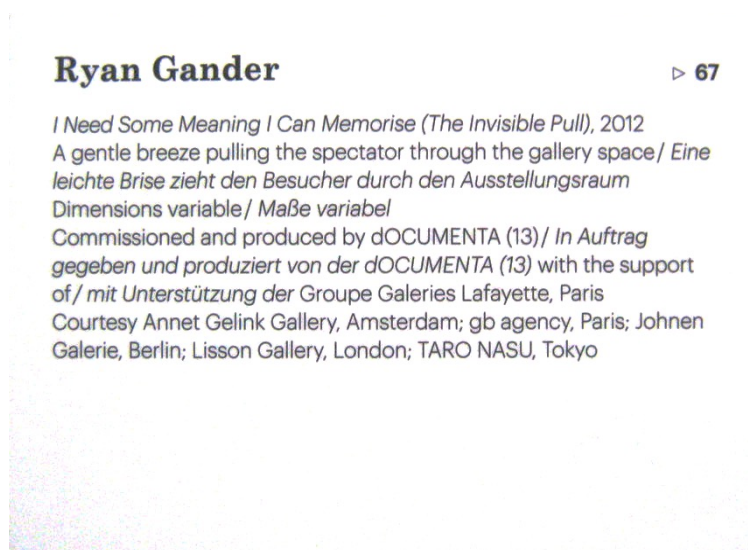 Ryan Gander ▷ 67
I Need Some Meaning I Can Memorise (The Invisible Pull), 2012
A gentle breeze pulling the spectator through the gallery space/ Eine
leichte Brise zieht den Besucher durch den Ausstellungsraum
Dimensions variable/ Maße variabel
Commissioned and produced by dOCUMENTA (13)/ In Auftrag
gegeben und produziert von der dOCUMENTA (13) with the support
of/ mit Unterstützung der Groupe Galeries Lafayette, Paris
Courtesy Annet Gelink Gallery, Amsterdam; gb agency, Paris; Johnen
Galerie, Berlin; Lisson Gallery, London; TARO NASU, Tokyo